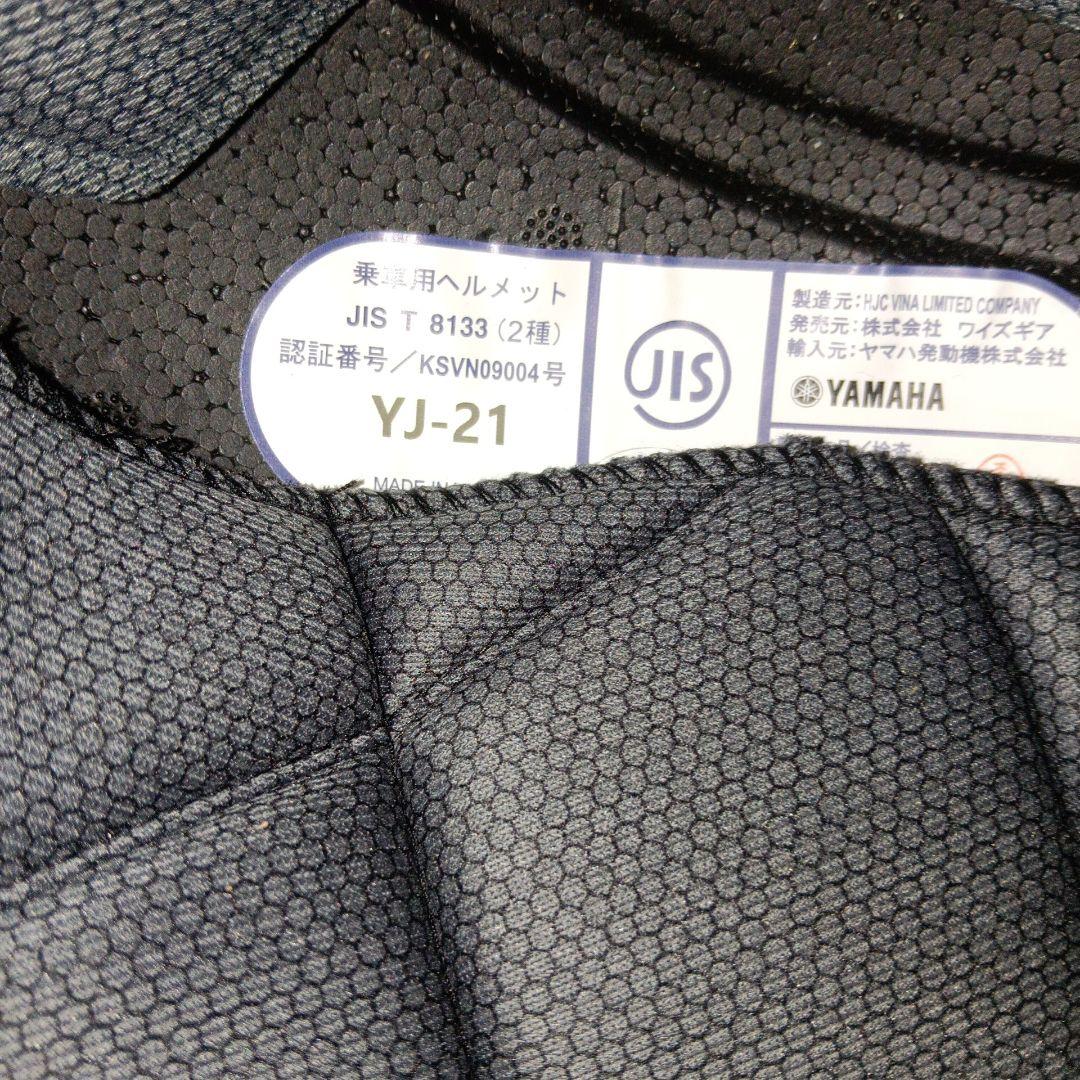 乗車用ヘルメット
JIS T 8133(2種)
認証番号/KSVN09004号
YJ-21
MADE IN
JIS
製造元:HJC VINA LIMITED COMPANY
発売元:株式会社 ワイズギア
輸入元:ヤマハ発動機株式会社
YAMAHA